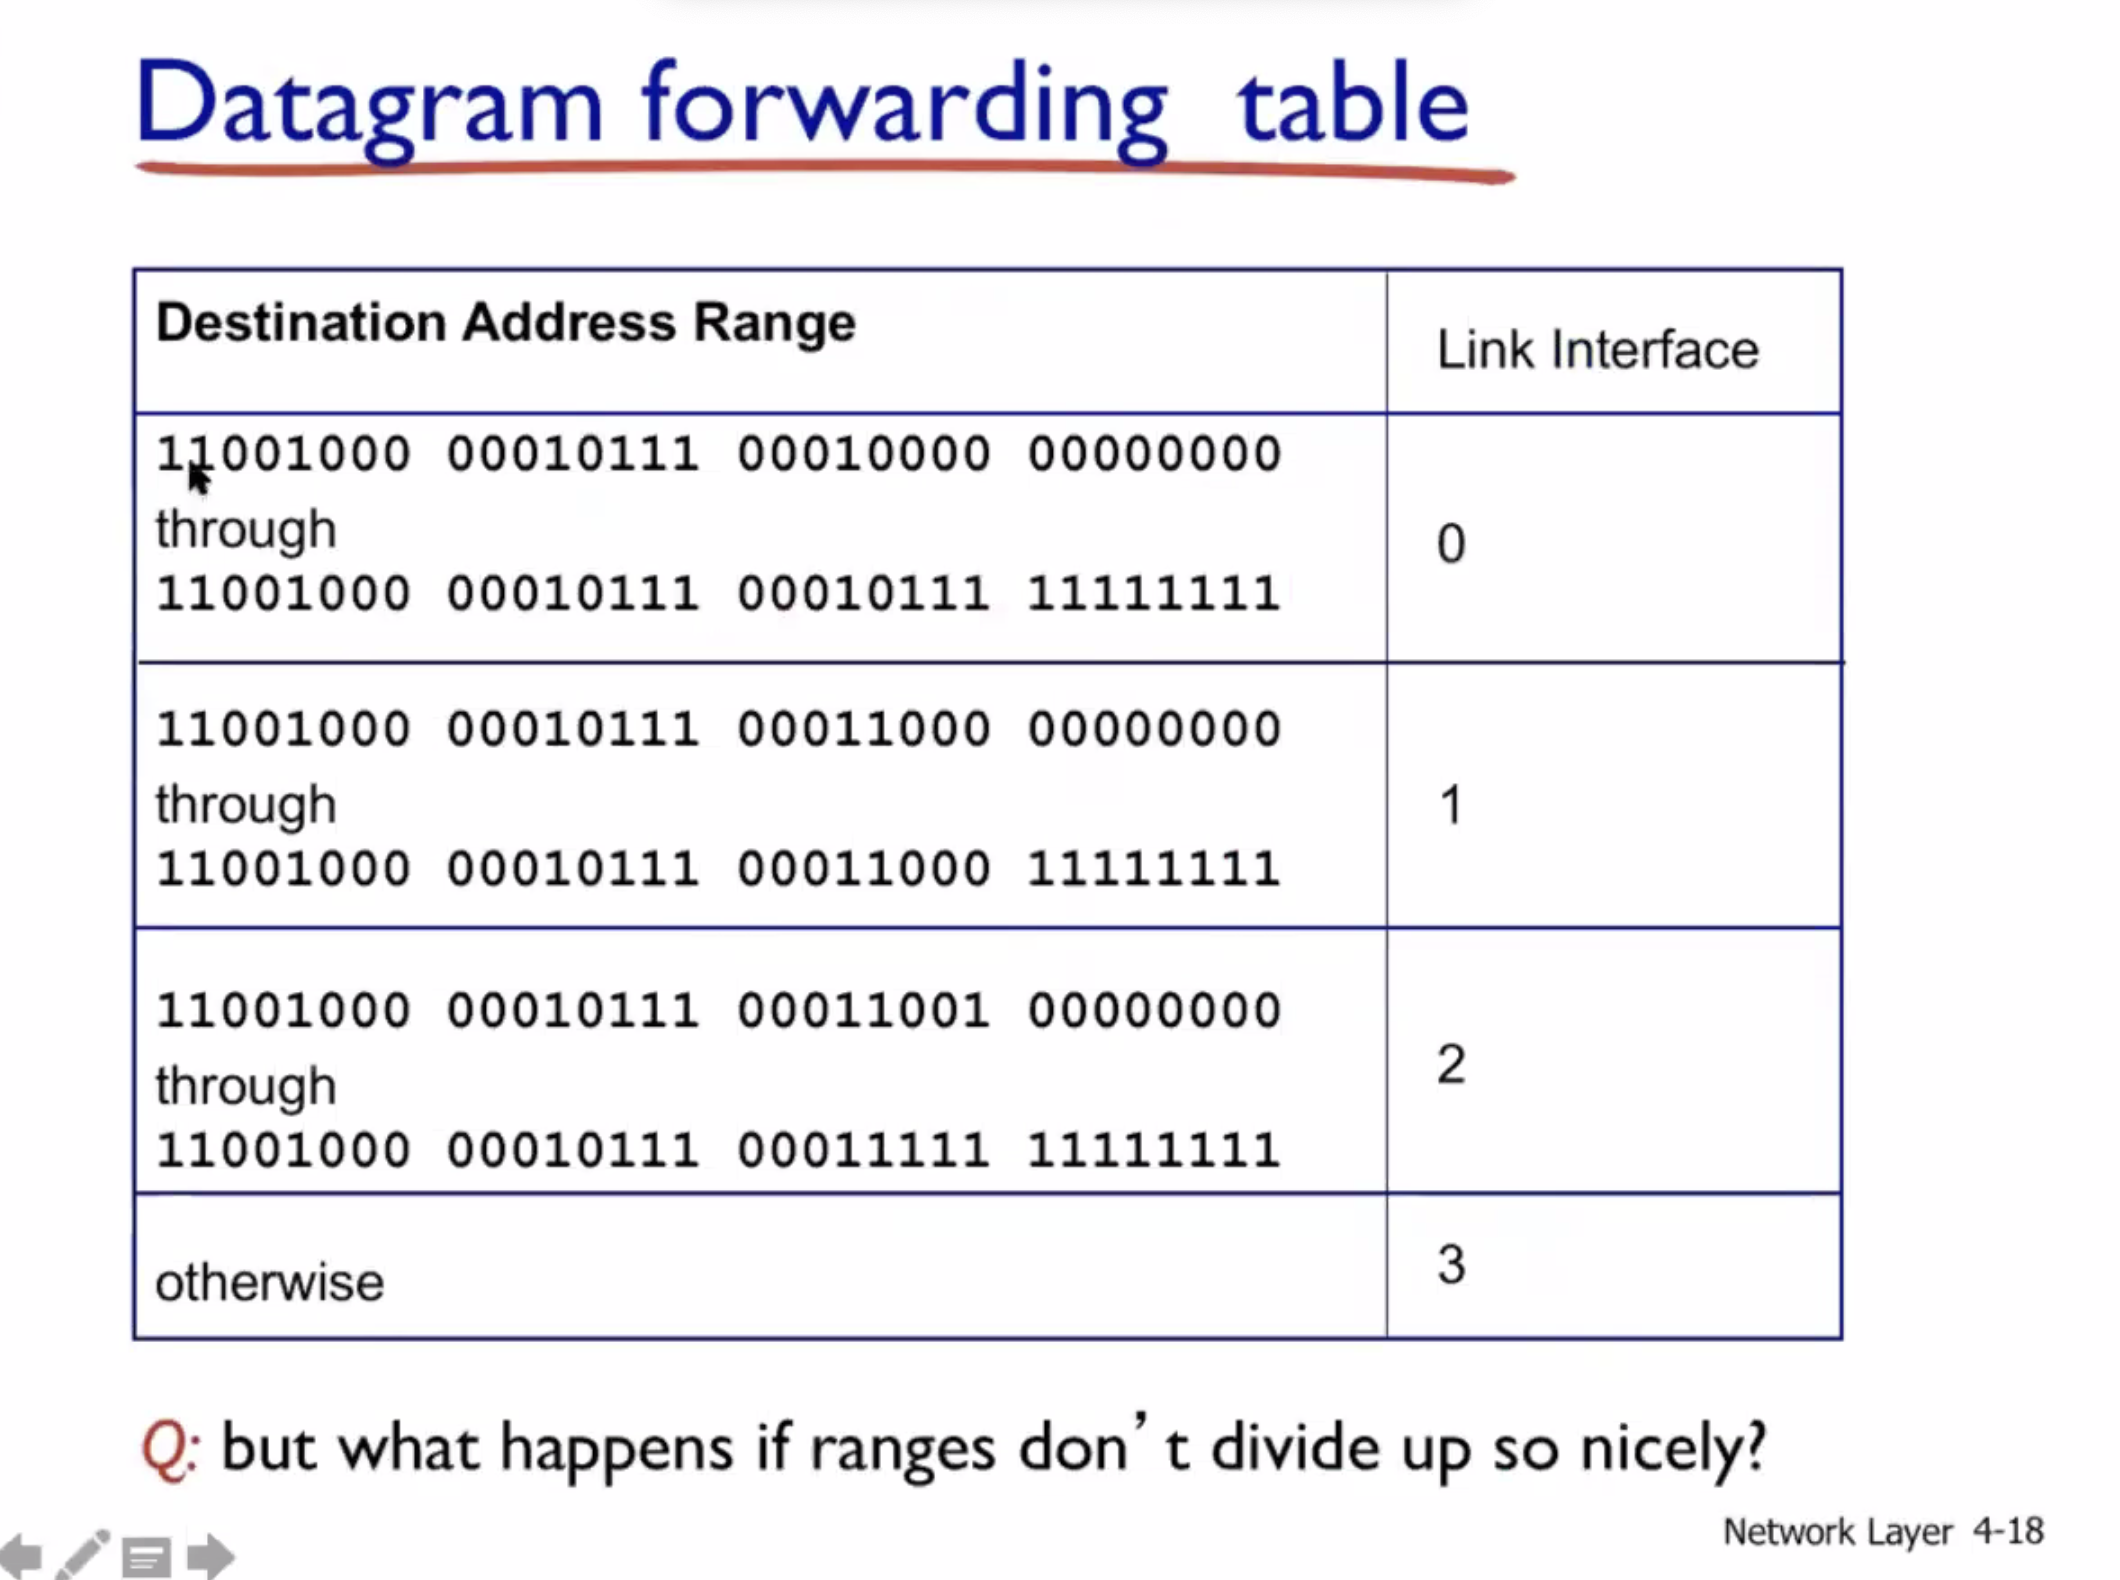 Datagram forwarding table
Destination Address Range
Link Interface
11001000 00010111 00010000 00000000
through
11001000 00010111 00010111 11111111
0
11001000 00010111 00011000 00000000
through
11001000 00010111 00011000 11111111
1
11001000 00010111 00011001 00000000
through
11001000 00010111 00011111 11111111
2
otherwise
3
Q: but what happens if ranges don’t divide up so nicely?
Network Layer 4-18